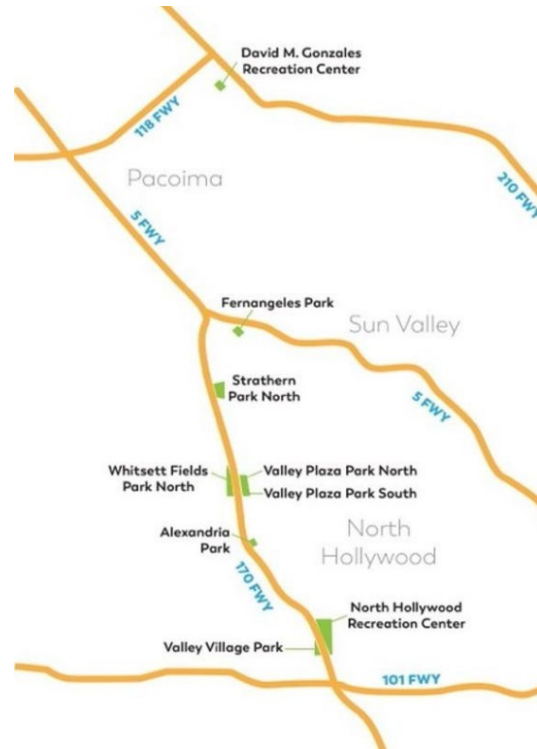 David M. Gonzales
Recreation Center
118 FWY
Pacoima
210 FWY
5 FWY
Fernangeles Park
Sun Valley
Strathern
Park North
5 FWY
Whitsett Fields
Park North
Valley Plaza Park North
Valley Plaza Park South
Alexandria
Park
North
Hollywood
170 FWY
North Hollywood
Recreation Center
Valley Village Park
101 FWY